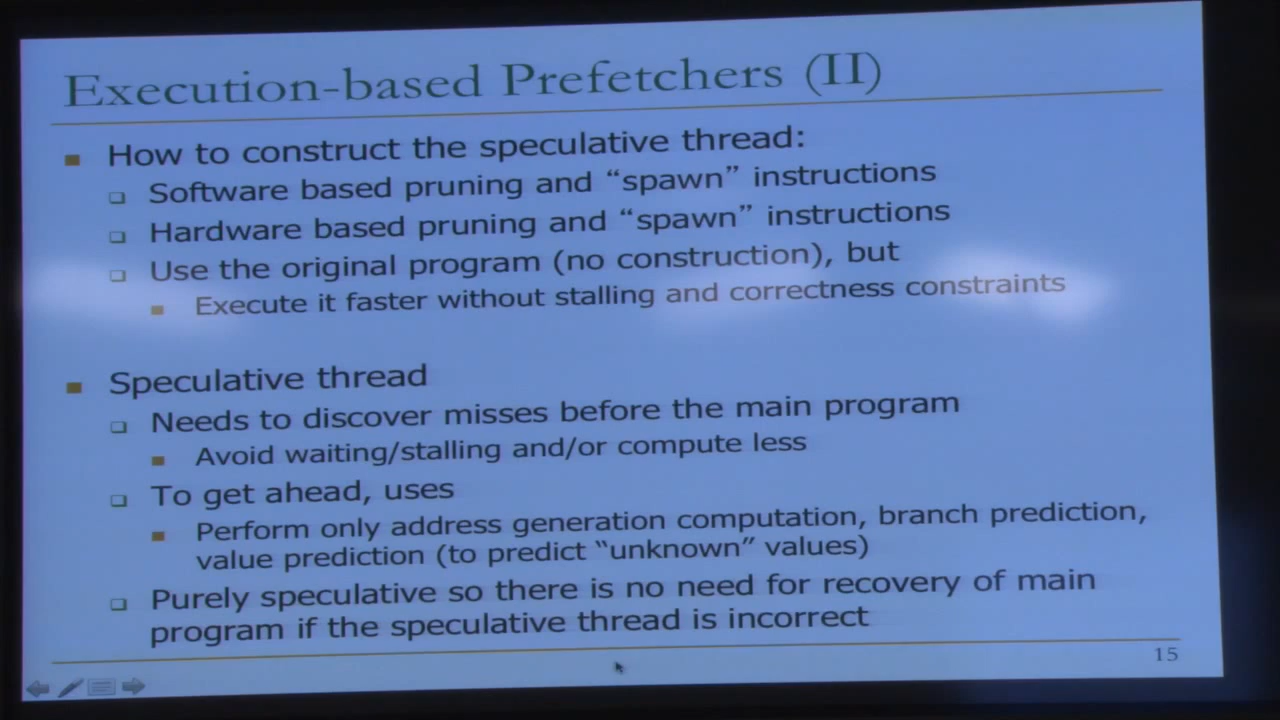 Execution-based Prefetchers (II)
How to construct the speculative thread:
Software based pruning and “spawn” instructions
Hardware based pruning and “spawn” instructions
Use the original program (no construction), but
Execute it faster without stalling and correctness constraints
Speculative thread
Needs to discover misses before the main program
Avoid waiting/stalling and/or compute less
To get ahead, uses
Perform only address generation computation, branch prediction,
value prediction (to predict “unknown” values)
Purely speculative so there is no need for recovery of main
program if the speculative thread is incorrect
15